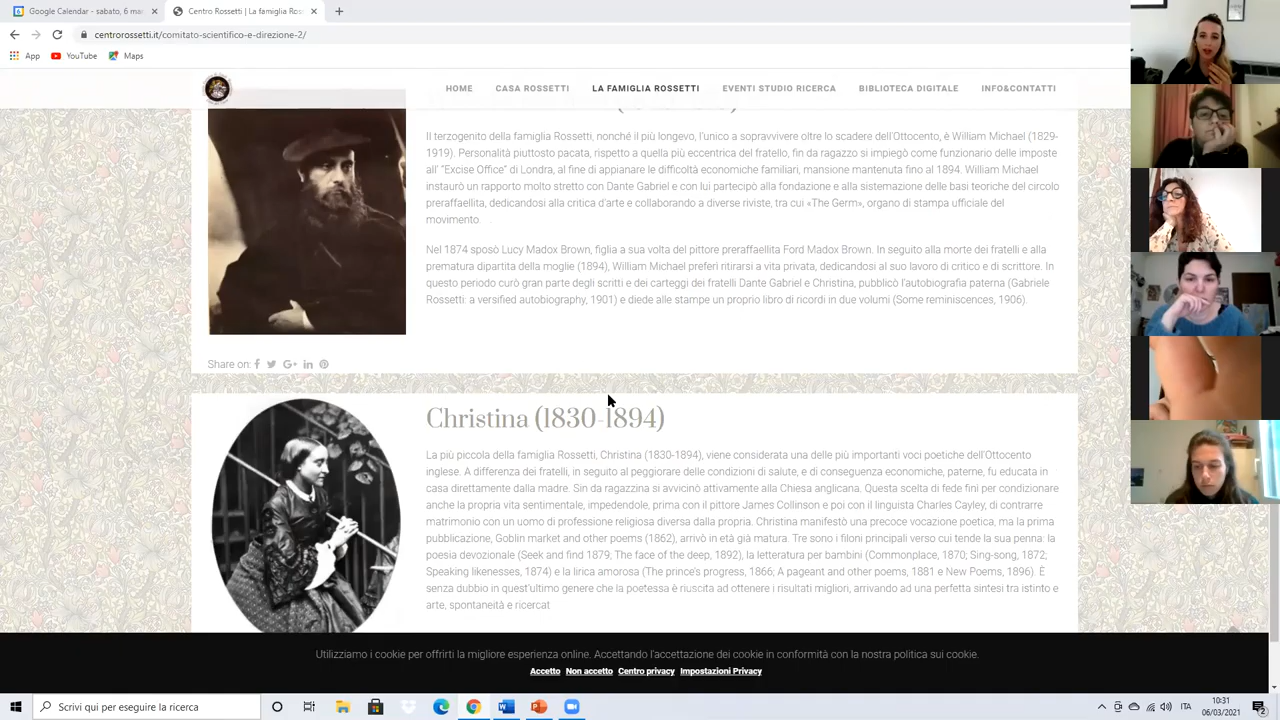 Google Calendar - sabato, 6 mar
Centro Rossetti | La famiglia Ros
centrorossetti.it/comitato-scientifico-e-direzione-2/
App YouTube Maps
HOME CASA ROSSETTI LA FAMIGLIA ROSSETTI EVENTI STUDIO RICERCA BIBLIOTECA DIGITALE INFO&CONTATTI
Il terzogenito della famiglia Rossetti, nonché il più longevo, l'unico a sopravvivere oltre lo scadere dell'Ottocento, è William Michael (1829-
1919). Personalità piuttosto pacata, rispetto a quella più eccentrica del fratello, fin da ragazzo si impiegò come funzionario delle imposte
all' "Excise Office" di Londra, al fine di appianare le difficoltà economiche familiari, mansione mantenuta fino al 1894. William Michael
instaurò un rapporto molto stretto con Dante Gabriel e con lui partecipò alla fondazione e alla sistemazione delle basi teoriche del circolo
preraffaellita, dedicandosi alla critica d'arte e collaborando a diverse riviste, tra cui «The Germ», organo di stampa ufficiale del
movimento.
Nel 1874 sposò Lucy Madox Brown, figlia a sua volta del pittore preraffaellita Ford Madox Brown. In seguito alla morte dei fratelli e alla
prematura dipartita della moglie (1894), William Michael preferì ritirarsi a vita privata, dedicandosi al suo lavoro di critico e di scrittore. In
questo periodo curò gran parte degli scritti e dei carteggi dei fratelli Dante Gabriel e Christina, pubblicò l'autobiografia paterna (Gabriele
Rossetti: a versified autobiography, 1901) e diede alle stampe un proprio libro di ricordi in due volumi (Some reminiscences, 1906).
Share on:
Christina (1830-1894)
La più piccola della famiglia Rossetti, Christina (1830-1894), viene considerata una delle più importanti voci poetiche dell'Ottocento
inglese. A differenza dei fratelli, in seguito al peggiorare delle condizioni di salute, e di conseguenza economiche, paterne, fu educata in
casa direttamente dalla madre. Sin da ragazzina si avvicinò attivamente alla Chiesa anglicana. Questa scelta di fede finì per condizionare
anche la propria vita sentimentale, impedendole, prima con il pittore James Collinson e poi con il linguista Charles Cayley, di contrarre
matrimonio con un uomo di professione religiosa diversa dalla propria. Christina manifestò una precoce vocazione poetica, ma la prima
pubblicazione, Goblin market and other poems (1862), arrivò in età già matura. Tre sono i filoni principali verso cui tende la sua penna: la
poesia devozionale (Seek and find 1879; The face of the deep, 1892), la letteratura per bambini (Commonplace, 1870; Sing-song, 1872;
Speaking likenesses, 1874) e la lirica amorosa (The prince's progress, 1866; A pageant and other poems, 1881 e New Poems, 1896). È
senza dubbio in quest'ultimo genere che la poetessa è riuscita ad ottenere i risultati migliori, arrivando ad una perfetta sintesi tra istinto e
arte, spontaneità e ricercat
Utilizziamo i cookie per offrirti la migliore esperienza online. Accettando l'accettazione dei cookie in conformità con la nostra politica sui cookie.
Accetto Non accetto Centro privacy Impostazioni Privacy
Scrivi qui per eseguire la ricerca
ITA
10:31
06/03/2021
2